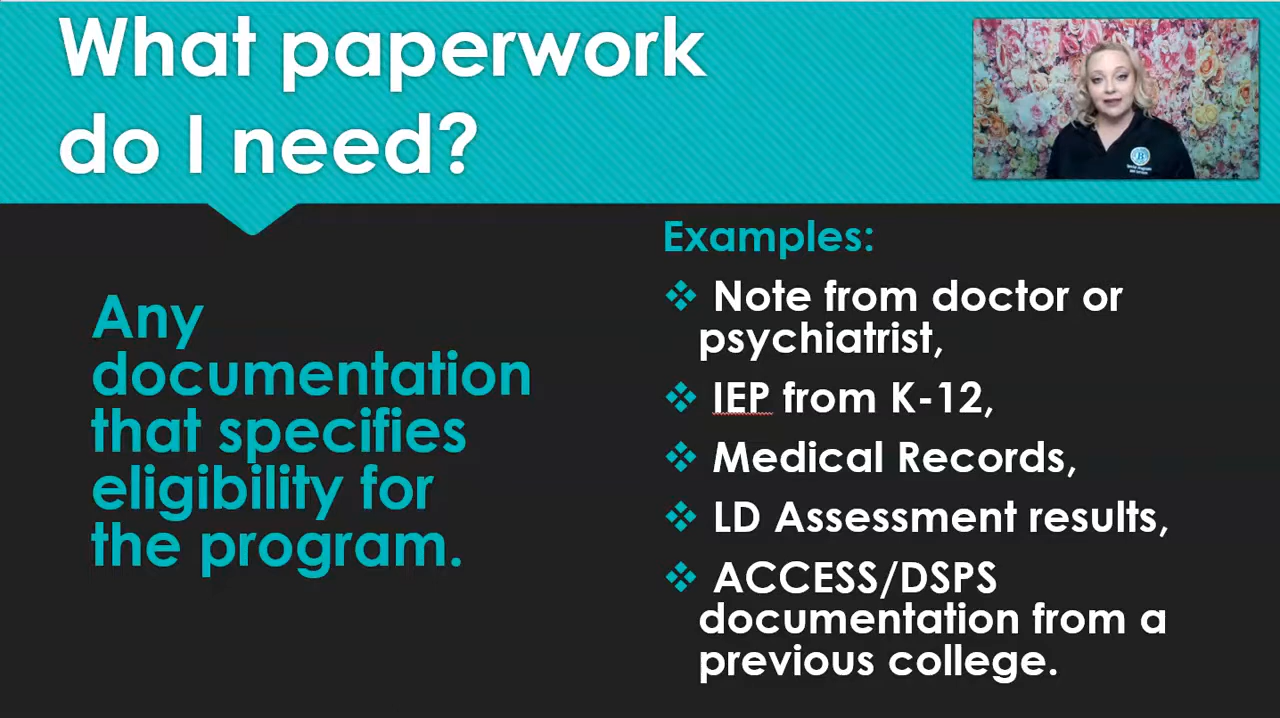 What paperwork
do I need?
Any
documentation
that specifies
eligibility for
the program.
Examples:
Note from doctor or
psychiatrist,
IEP from K-12,
Medical Records,
LD Assessment results,
ACCESS/DSPS
documentation from a
previous college.